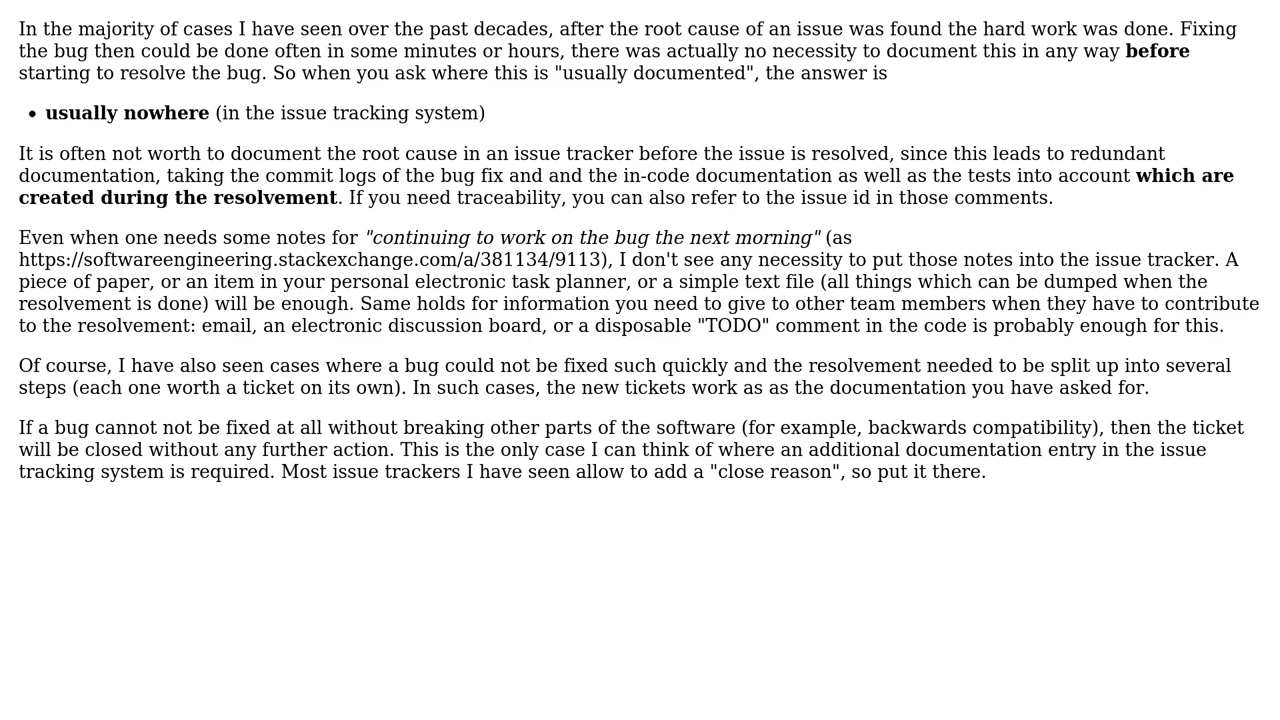 In the majority of cases I have seen over the past decades, after the root cause of an issue was found the hard work was done. Fixing
the bug then could be done often in some minutes or hours, there was actually no necessity to document this in any way before
starting to resolve the bug. So when you ask where this is "usually documented", the answer is
• usually nowhere (in the issue tracking system)
It is often not worth to document the root cause in an issue tracker before the issue is resolved, since this leads to redundant
documentation, taking the commit logs of the bug fix and and the in-code documentation as well as the tests into account which are
created during the resolvement. If you need traceability, you can also refer to the issue id in those comments.
Even when one needs some notes for "continuing to work on the bug the next morning" (as
https://softwareengineering.stackexchange.com/a/381134/9113), I don't see any necessity to put those notes into the issue tracker. A
piece of paper, or an item in your personal electronic task planner, or a simple text file (all things which can be dumped when the
resolvement is done) will be enough. Same holds for information you need to give to other team members when they have to contribute
to the resolvement: email, an electronic discussion board, or a disposable "TODO" comment in the code is probably enough for this.
Of course, I have also seen cases where a bug could not be fixed such quickly and the resolvement needed to be split up into several
steps (each one worth a ticket on its own). In such cases, the new tickets work as as the documentation you have asked for.
If a bug cannot not be fixed at all without breaking other parts of the software (for example, backwards compatibility), then the ticket
will be closed without any further action. This is the only case I can think of where an additional documentation entry in the issue
tracking system is required. Most issue trackers I have seen allow to add a "close reason", so put it there.